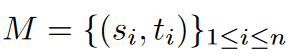 M = {(s_i, t_i)}_{1≤i≤n}